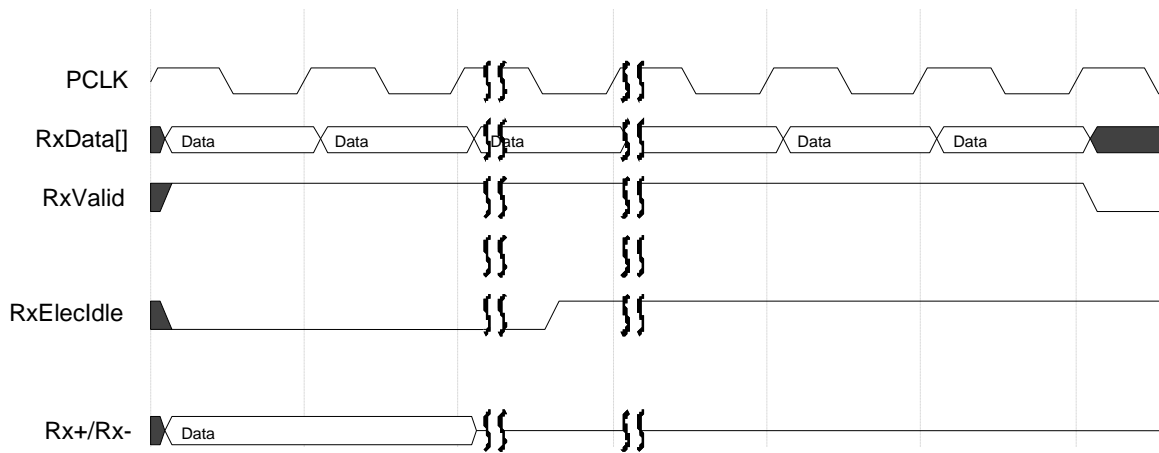 PCLK
RxData[] Data Data Data Data Data
RxValid
RxElecIdle
Rx+/Rx- Data